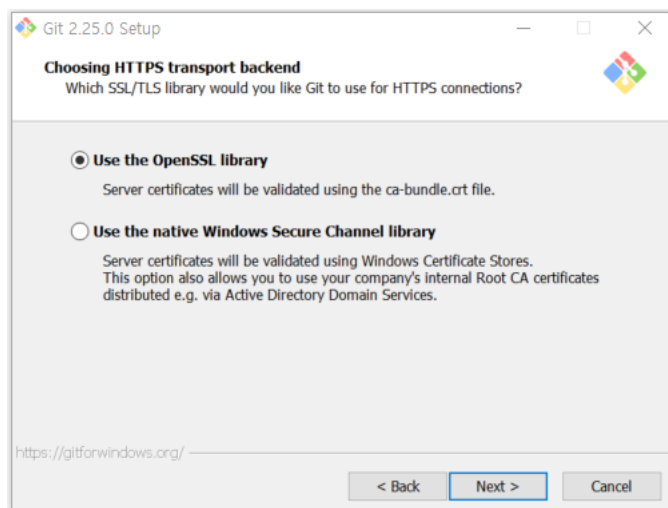 Git 2.25.0 Setup
Choosing HTTPS transport backend
Which SSL/TLS library would you like Git to use for HTTPS connections?
Use the OpenSSL library
Server certificates will be validated using the ca-bundle.crt file.
Use the native Windows Secure Channel library
Server certificates will be validated using Windows Certificate Stores.
This option also allows you to use your company's internal Root CA certificates
distributed e.g. via Active Directory Domain Services.
https://gitforwindows.org/
< Back Next > Cancel